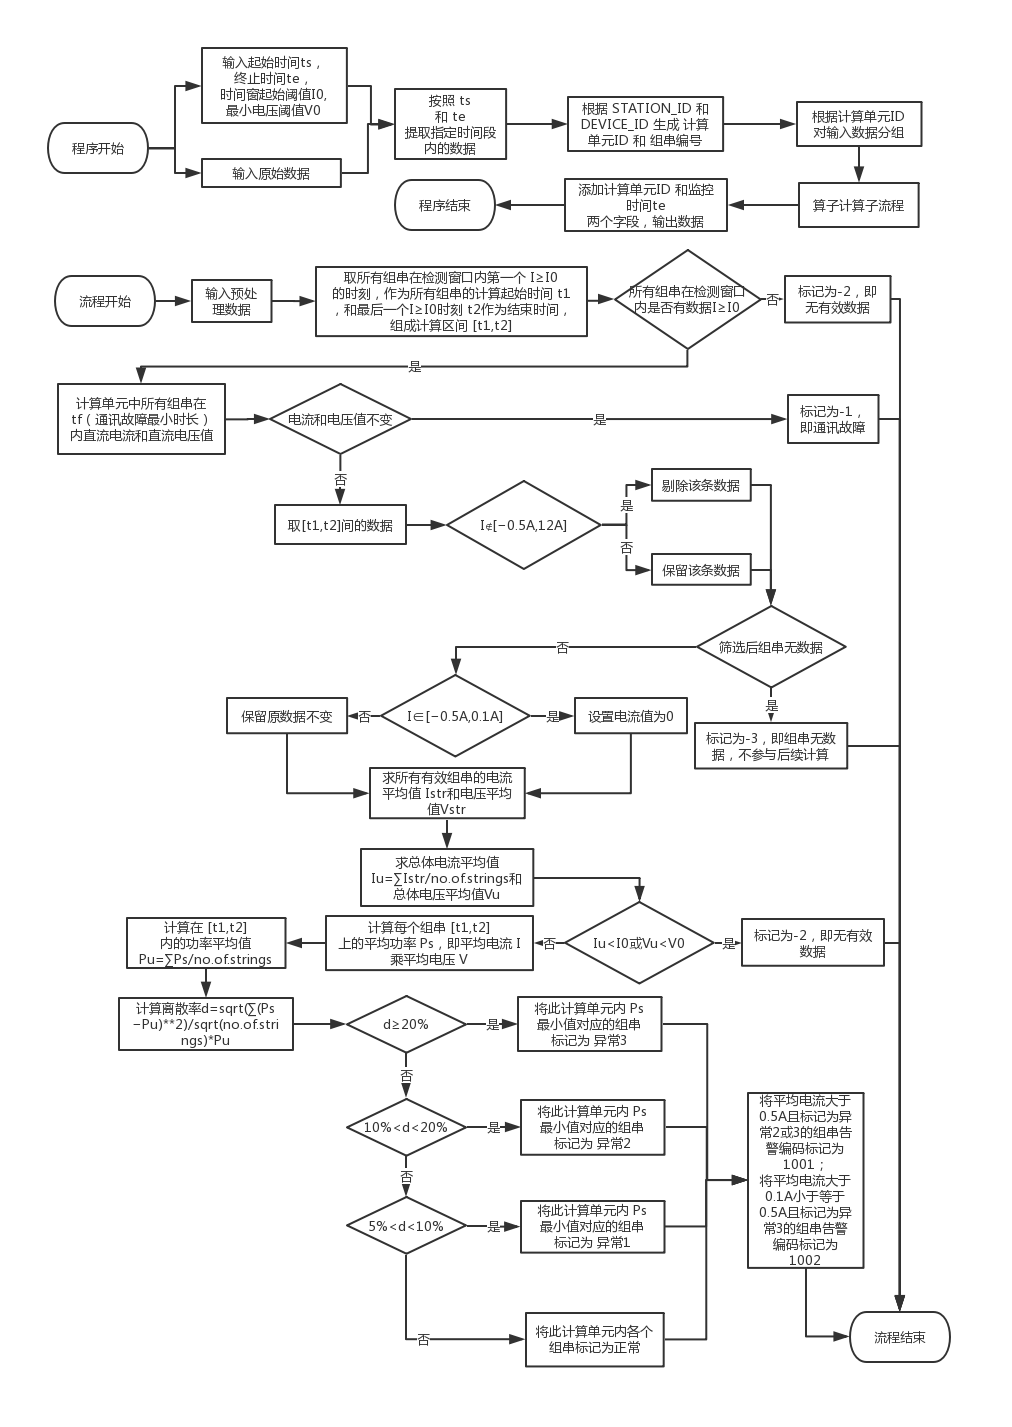 输入起始时间ts，
终止时间te，
时间窗起始阈值I0,
最小电压阈值V0
程序开始
输入原始数据
按照 ts
和 te
提取指定时间段
内的数据
根据 STATION_ID 和
DEVICE_ID 生成 计算
单元ID 和 组串编号
根据计算单元ID
对输入数据分组
程序结束
添加计算单元ID 和监控
时间te
两个字段，输出数据
算子计算子流程
流程开始
输入预处
理数据
取所有组串在检测窗口内第一个 I≥I0
的时刻，作为所有组串的计算起始时间 t1
，和最后一个I≥I0时刻 t2作为结束时间，
组成计算区间 [t1,t2]
所有组串在检测窗口
内是否有数据I≥I0
否
标记为-2，即
无有效数据
是
计算单元中所有组串在
tf（通讯故障最小时长）
内直流电流和直流电压值
电流和电压值不变
是
标记为-1，
即通讯故障
否
取[t1,t2]间的数据
I∉[−0.5A,12A]
是
剔除该条数据
否
保留该条数据
筛选后组串无数据
否
是
标记为-3，即组串无数
据，不参与后续计算
保留原数据不变
否
I∈[−0.5A,0.1A]
是
设置电流值为0
求所有有效组串的电流
平均值 Istr和电压平均
值Vstr
求总体电流平均值
Iu=∑Istr/no.of.strings和
总体电压平均值Vu
Iu<I0或Vu<V0
是
标记为-2，即无有效
数据
否
计算每个组串 [t1,t2]
上的平均功率 Ps，即平均电流 I
乘平均电压 V
计算在 [t1,t2]
内的功率平均值
Pu=∑Ps/no.of.strings
计算离散率d=sqrt(∑(Ps
−Pu)**2)/sqrt(no.of.stri
ngs)*Pu
d≥20%
是
将此计算单元内 Ps
最小值对应的组串
标记为 异常3
否
10%<d<20%
是
将此计算单元内 Ps
最小值对应的组串
标记为 异常2
否
5%<d<10%
是
将此计算单元内 Ps
最小值对应的组串
标记为 异常1
否
将此计算单元内各个
组串标记为正常
将平均电流大于
0.5A且标记为异
常2或3的组串告
警编码标记为
1001；
将平均电流大于
0.1A小于等于
0.5A且标记为异
常3的组串告警
编码标记为
1002
流程结束